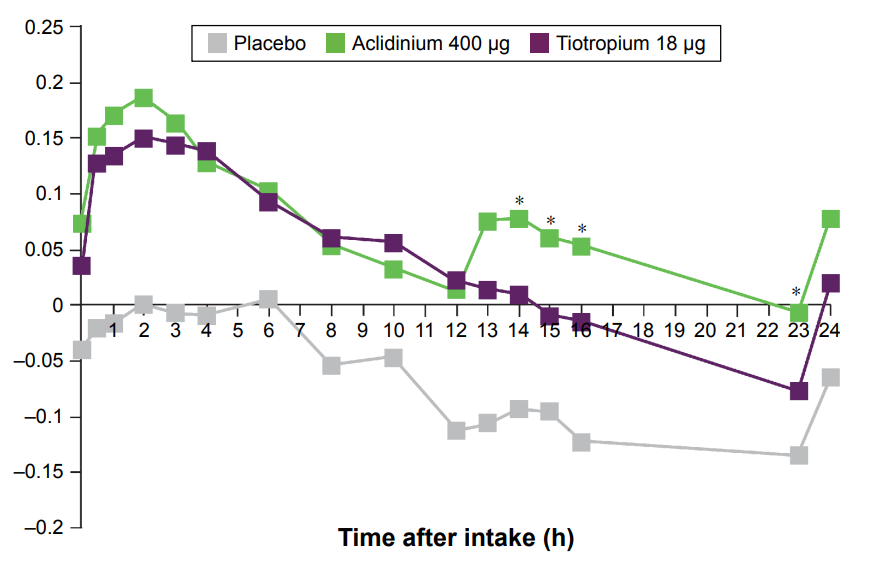 0.25
Placebo Aclidinium 400 µg Tiotropium 18 µg
0.2
0.15
0.1
0.05
0
1 2 3 4 5 6 7 8 9 10 11 12 13 14 15 16 17 18 19 20 21 22 23 24
* * * *
–0.05
–0.1
–0.15
–0.2
Time after intake (h)